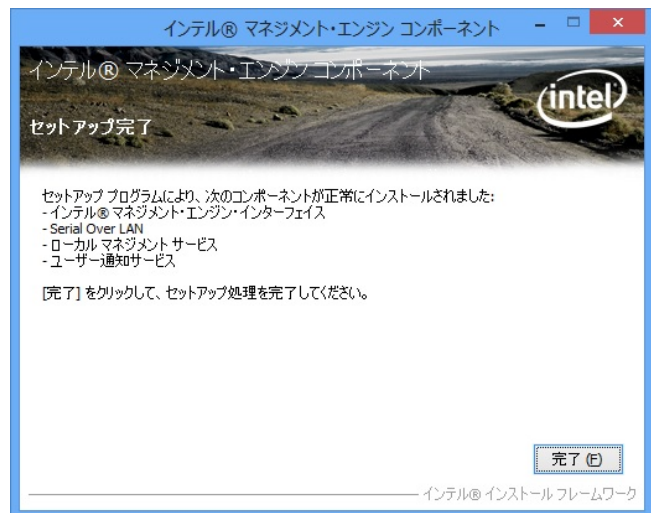 インテル® マネジメント・エンジン コンポーネント
インテル® マネジメント・エンジン コンポーネント
intel
セットアップ完了
セットアップ プログラムにより、次のコンポーネントが正常にインストールされました:
- インテル® マネジメント・エンジン・インターフェイス
- Serial Over LAN
- ローカル マネジメント サービス
- ユーザー通知サービス
[完了] をクリックして、セットアップ処理を完了してください。
完了 (F)
インテル® インストール フレームワーク